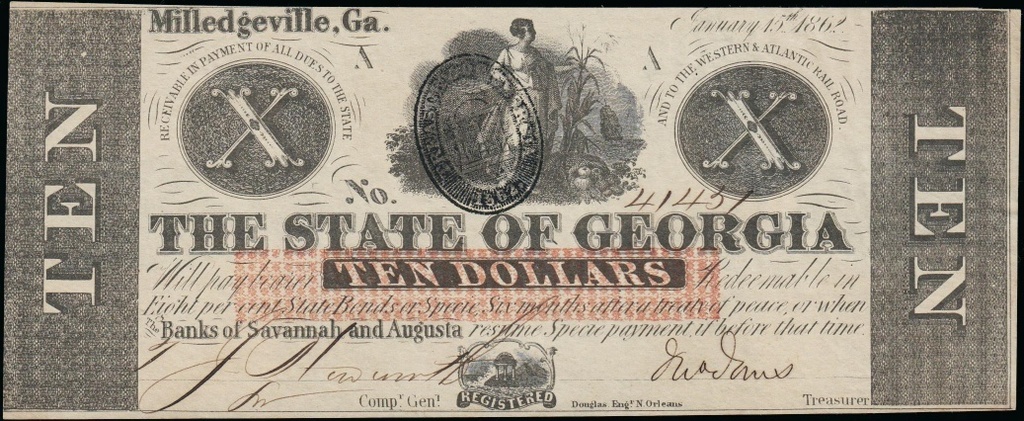 Milledgeville, Ga.
January 15th 1862
RECEIVABLE IN PAYMENT OF ALL DUES TO THE STATE
A
A
AND TO THE WESTERN & ATLANTIC RAIL ROAD.
X
X
TEN
TEN
No. 41451
THE STATE OF GEORGIA
Will pay bearer TEN DOLLARS Redeemable in
Eight per cent State Bonds or Specie Six months after treaty of peace, or when
The Banks of Savannah and Augusta resume Specie payment if before that time.
Compr. Genl.
REGISTERED
Douglas. Engr. N. Orleans
Treasurer